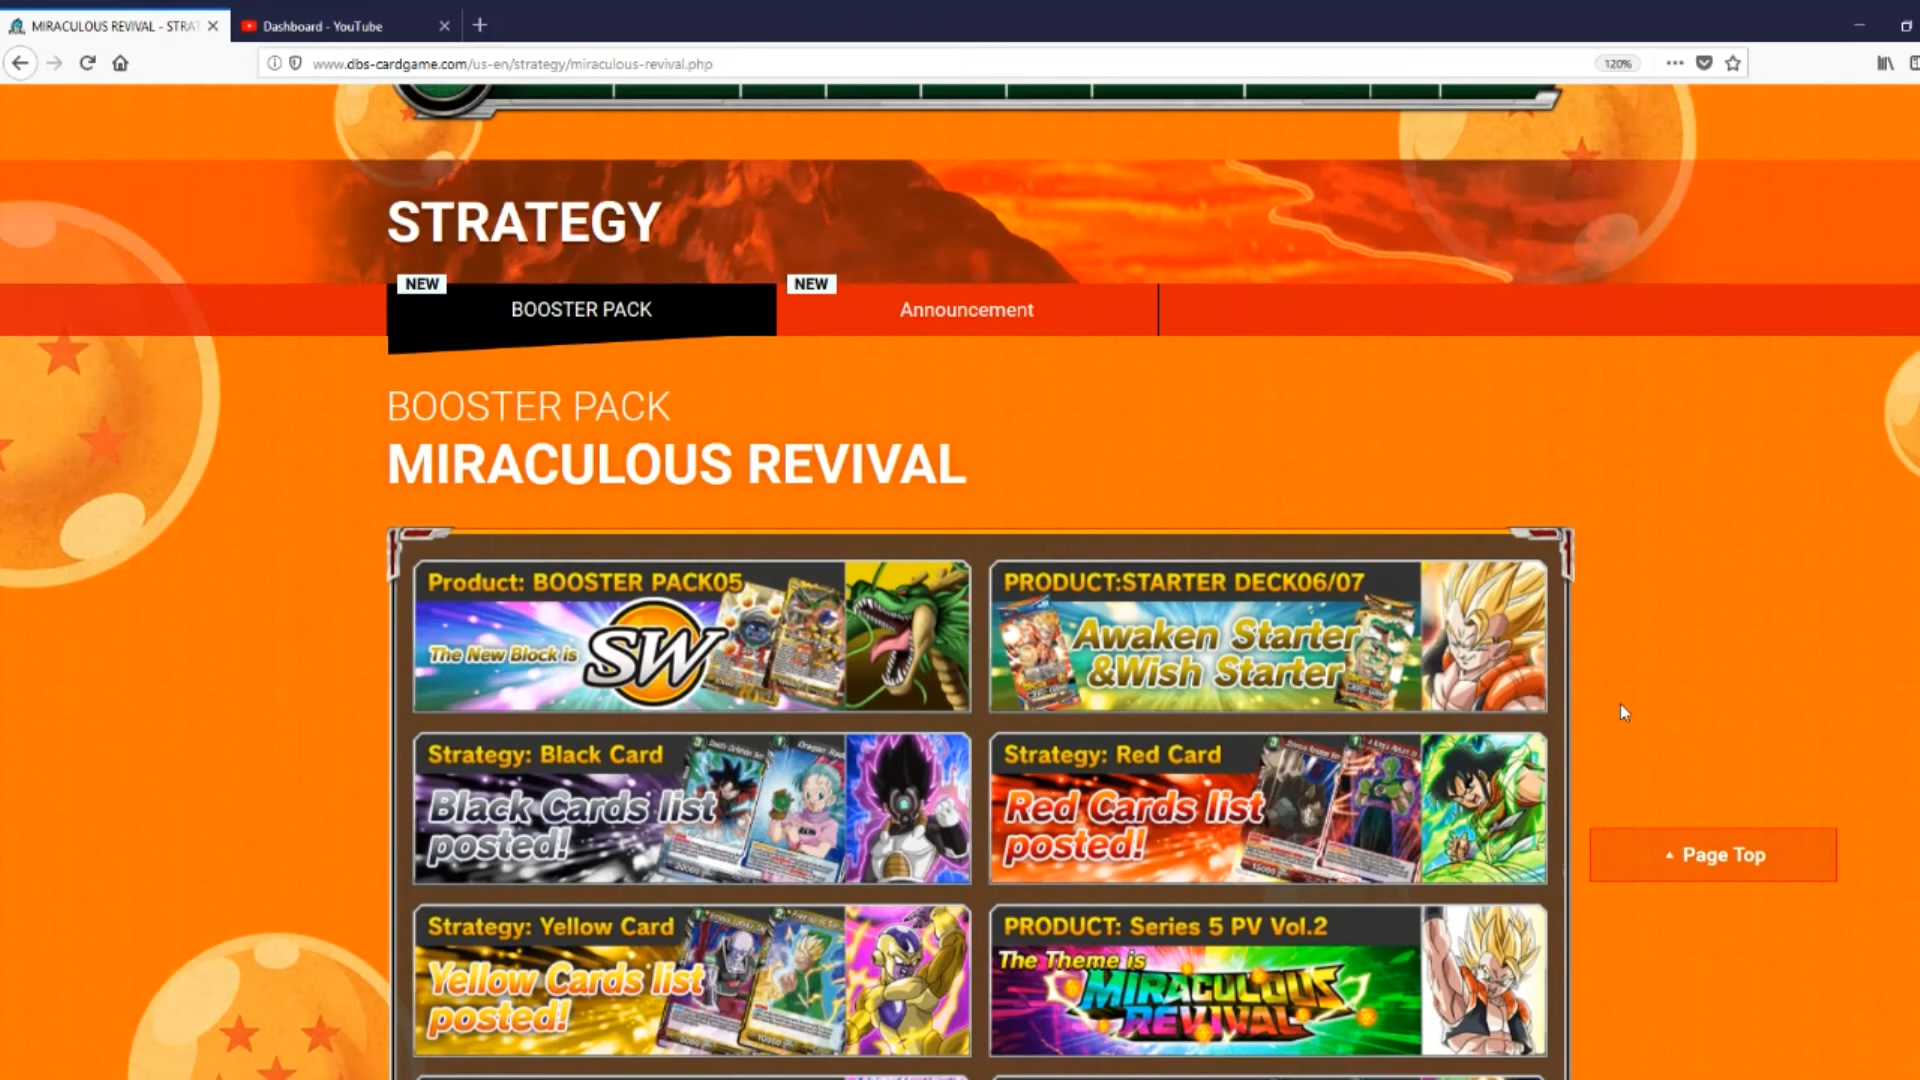 MIRACULOUS REVIVAL - STRAT
Dashboard - YouTube
www.dbs-cardgame.com/us-en/strategy/miraculous-revival.php
120%
STRATEGY
NEW
NEW
BOOSTER PACK
Announcement
BOOSTER PACK
MIRACULOUS REVIVAL
Product: BOOSTER PACK05
The New Block is SW
PRODUCT:STARTER DECK06/07
Awaken Starter
&Wish Starter
Strategy: Black Card
Black Cards list
posted!
Strategy: Red Card
Red Cards list
posted!
Page Top
Strategy: Yellow Card
Yellow Cards list
posted!
PRODUCT: Series 5 PV Vol.2
The Theme is
MIRACULOUS
REVIVAL